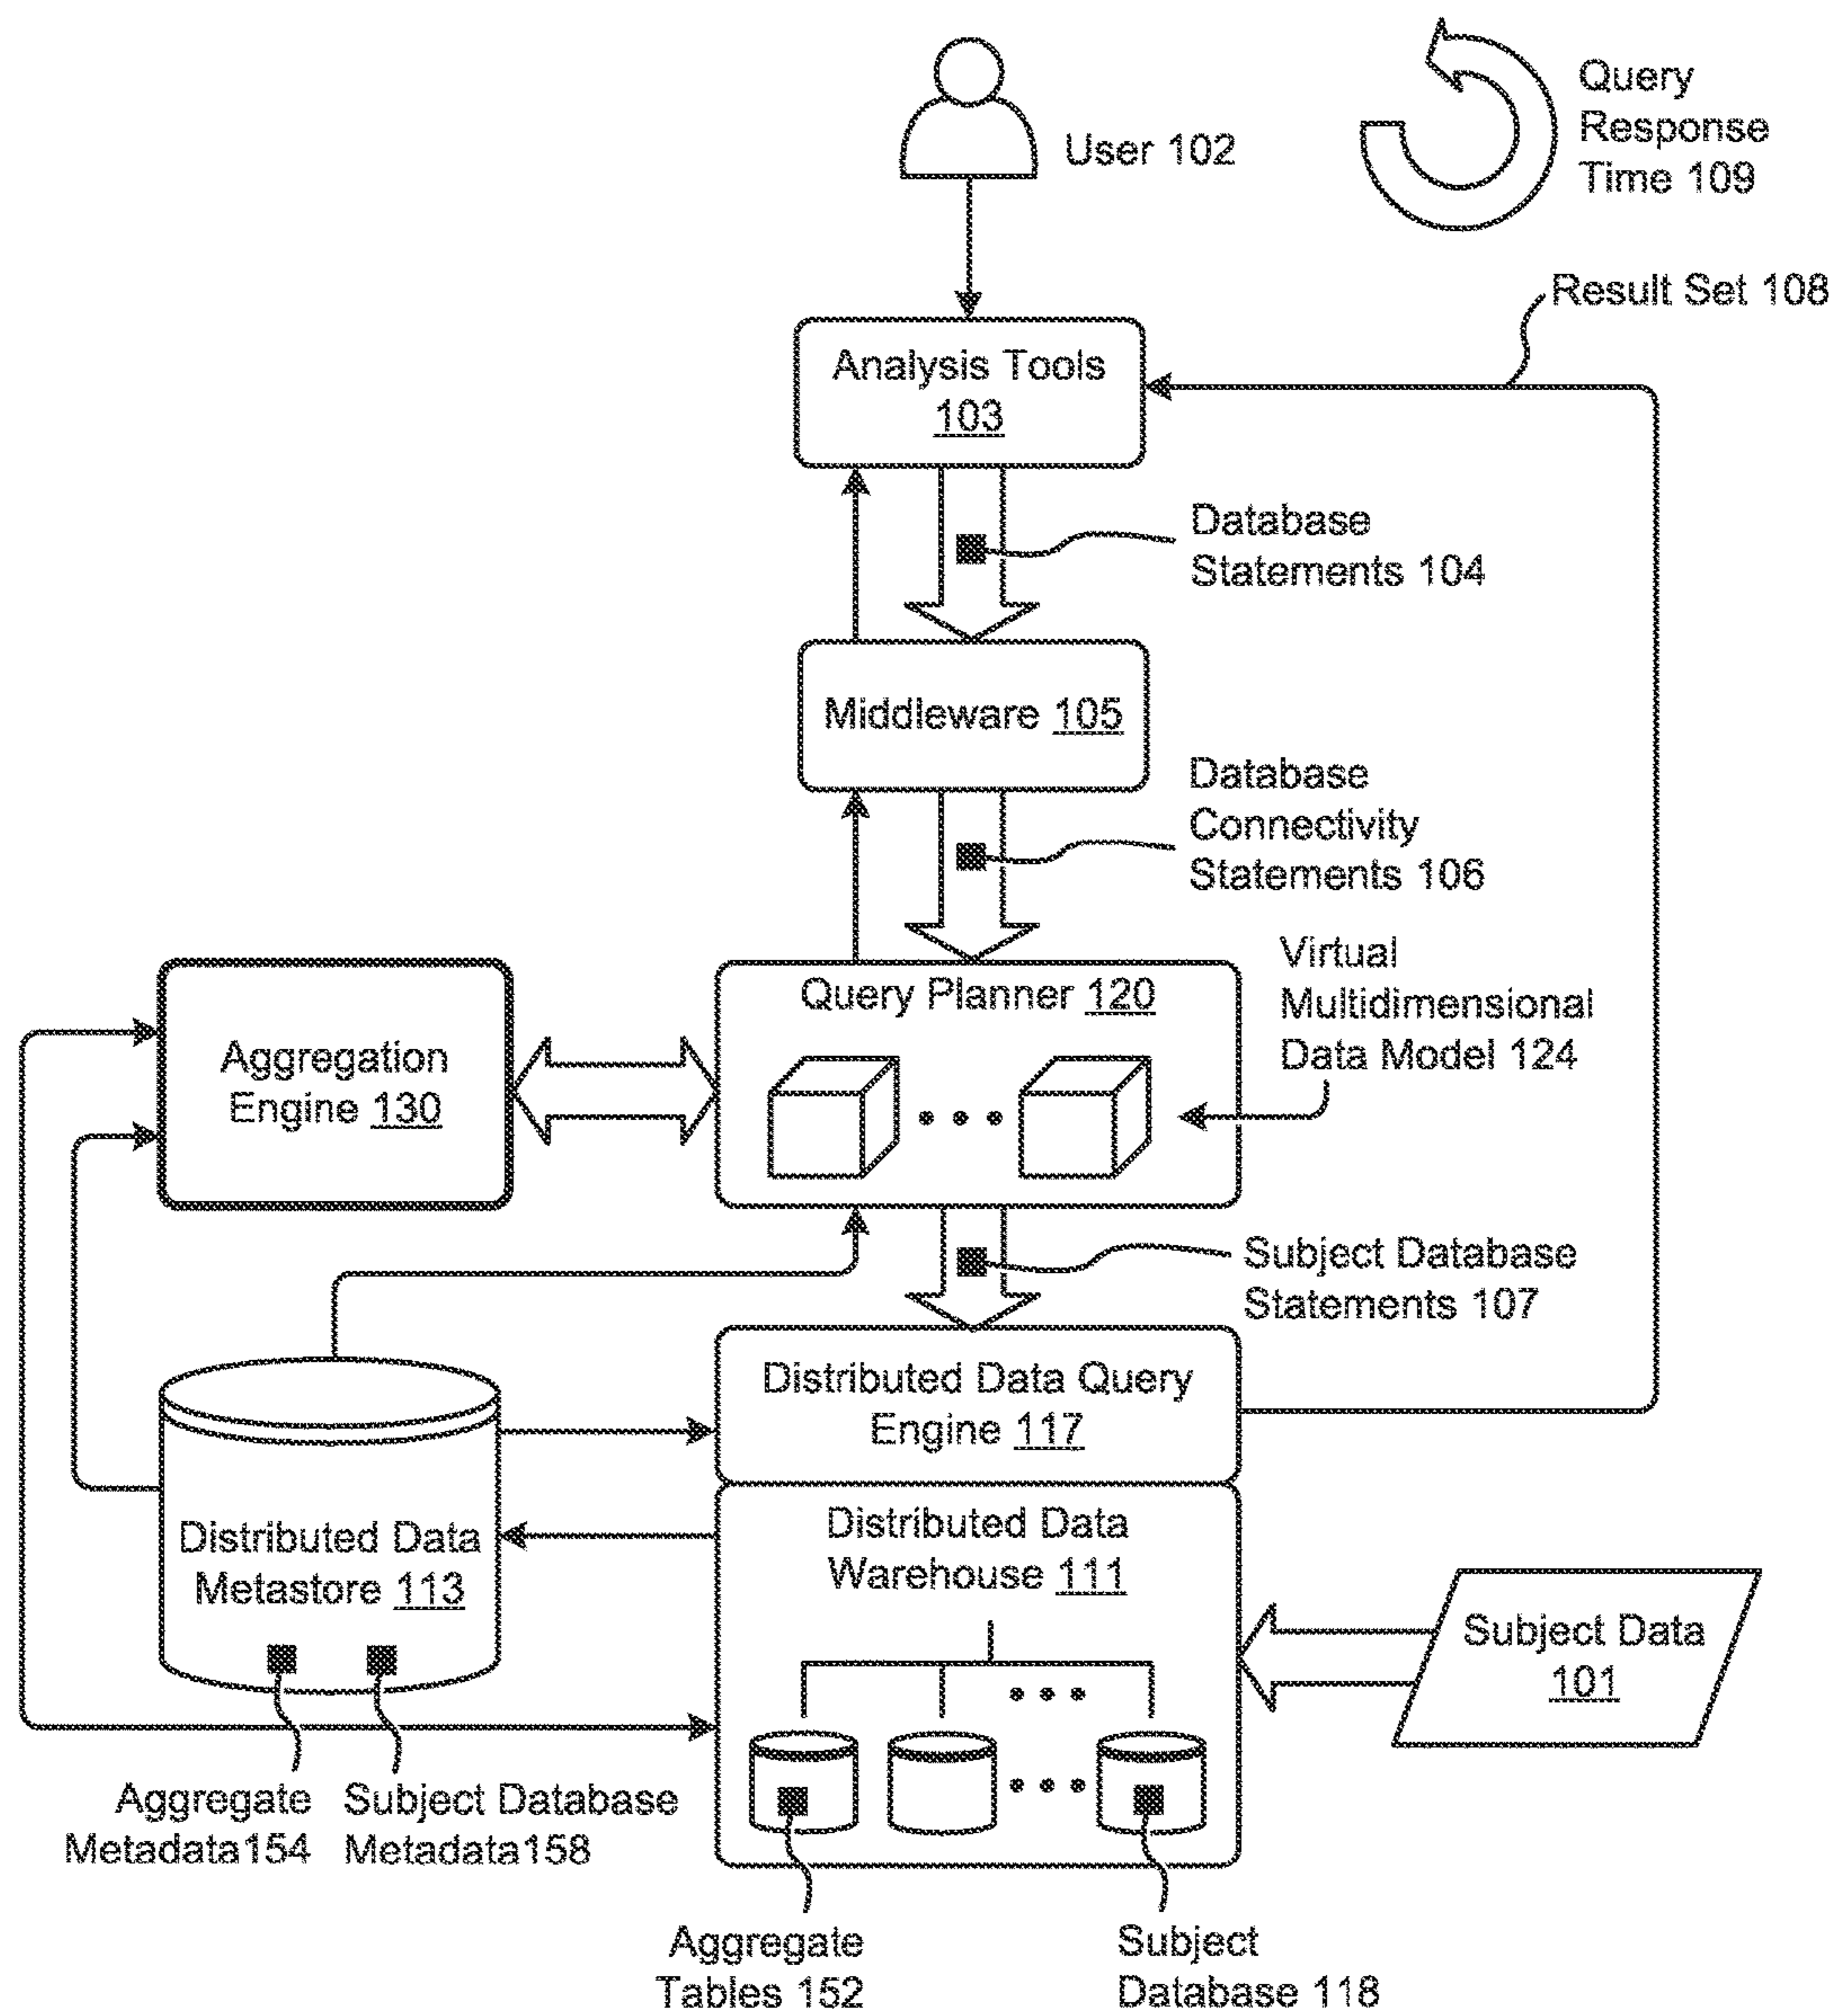 User 102
Query
Response
Time 109
Result Set 108
Analysis Tools
103
Database
Statements 104
Middleware 105
Database
Connectivity
Statements 106
Query Planner 120
Virtual
Multidimensional
Data Model 124
Aggregation
Engine 130
Subject Database
Statements 107
Distributed Data Query
Engine 117
Distributed Data
Metastore 113
Distributed Data
Warehouse 111
Subject Data
101
Aggregate
Metadata154
Subject Database
Metadata158
Aggregate
Tables 152
Subject
Database 118